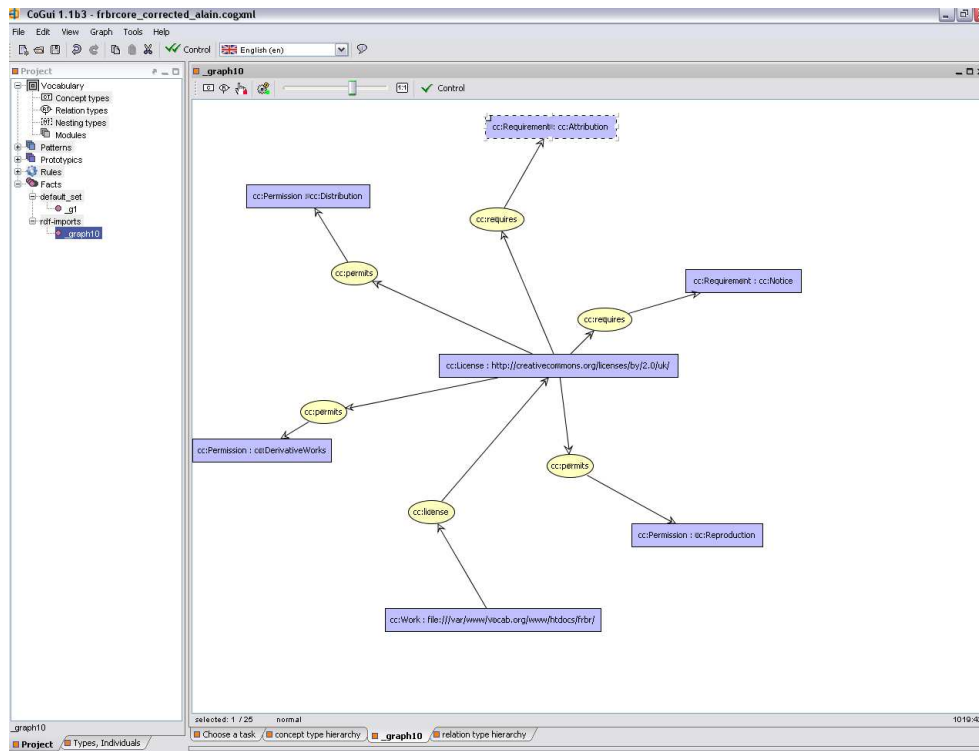 CoGui 1.1b3 - frbrcore_corrected_alain.cogxml
File Edit View Graph Tools Help
Control English (en)
Project
Vocabulary
Concept types
Relation types
Nesting types
Modules
Patterns
Prototypics
Rules
Facts
default_set
_g1
rdf-imports
_graph10
_graph10
1:1 Control
cc:Requirement : cc:Attribution
cc:Permission : cc:Distribution
cc:requires
cc:permits
cc:Requirement : cc:Notice
cc:requires
cc:License : http://creativecommons.org/licenses/by/2.0/uk/
cc:permits
cc:Permission : cc:DerivativeWorks
cc:permits
cc:license
cc:Permission : cc:Reproduction
cc:Work : file:///var/www/vocab.org/www/htdocs/frbr/
selected: 1 / 25 normal
_graph10
Choose a task concept type hierarchy _graph10 relation type hierarchy
Project Types, Individuals